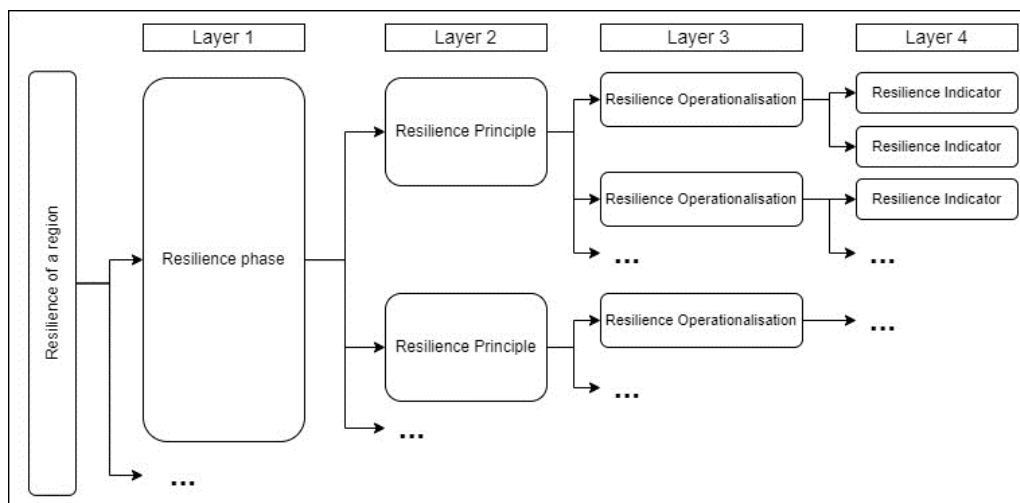 Layer 1
Layer 2
Layer 3
Layer 4
Resilience of a region
Resilience phase
...
Resilience Principle
Resilience Principle
...
Resilience Operationalisation
Resilience Operationalisation
...
Resilience Operationalisation
...
Resilience Indicator
Resilience Indicator
Resilience Indicator
...
...